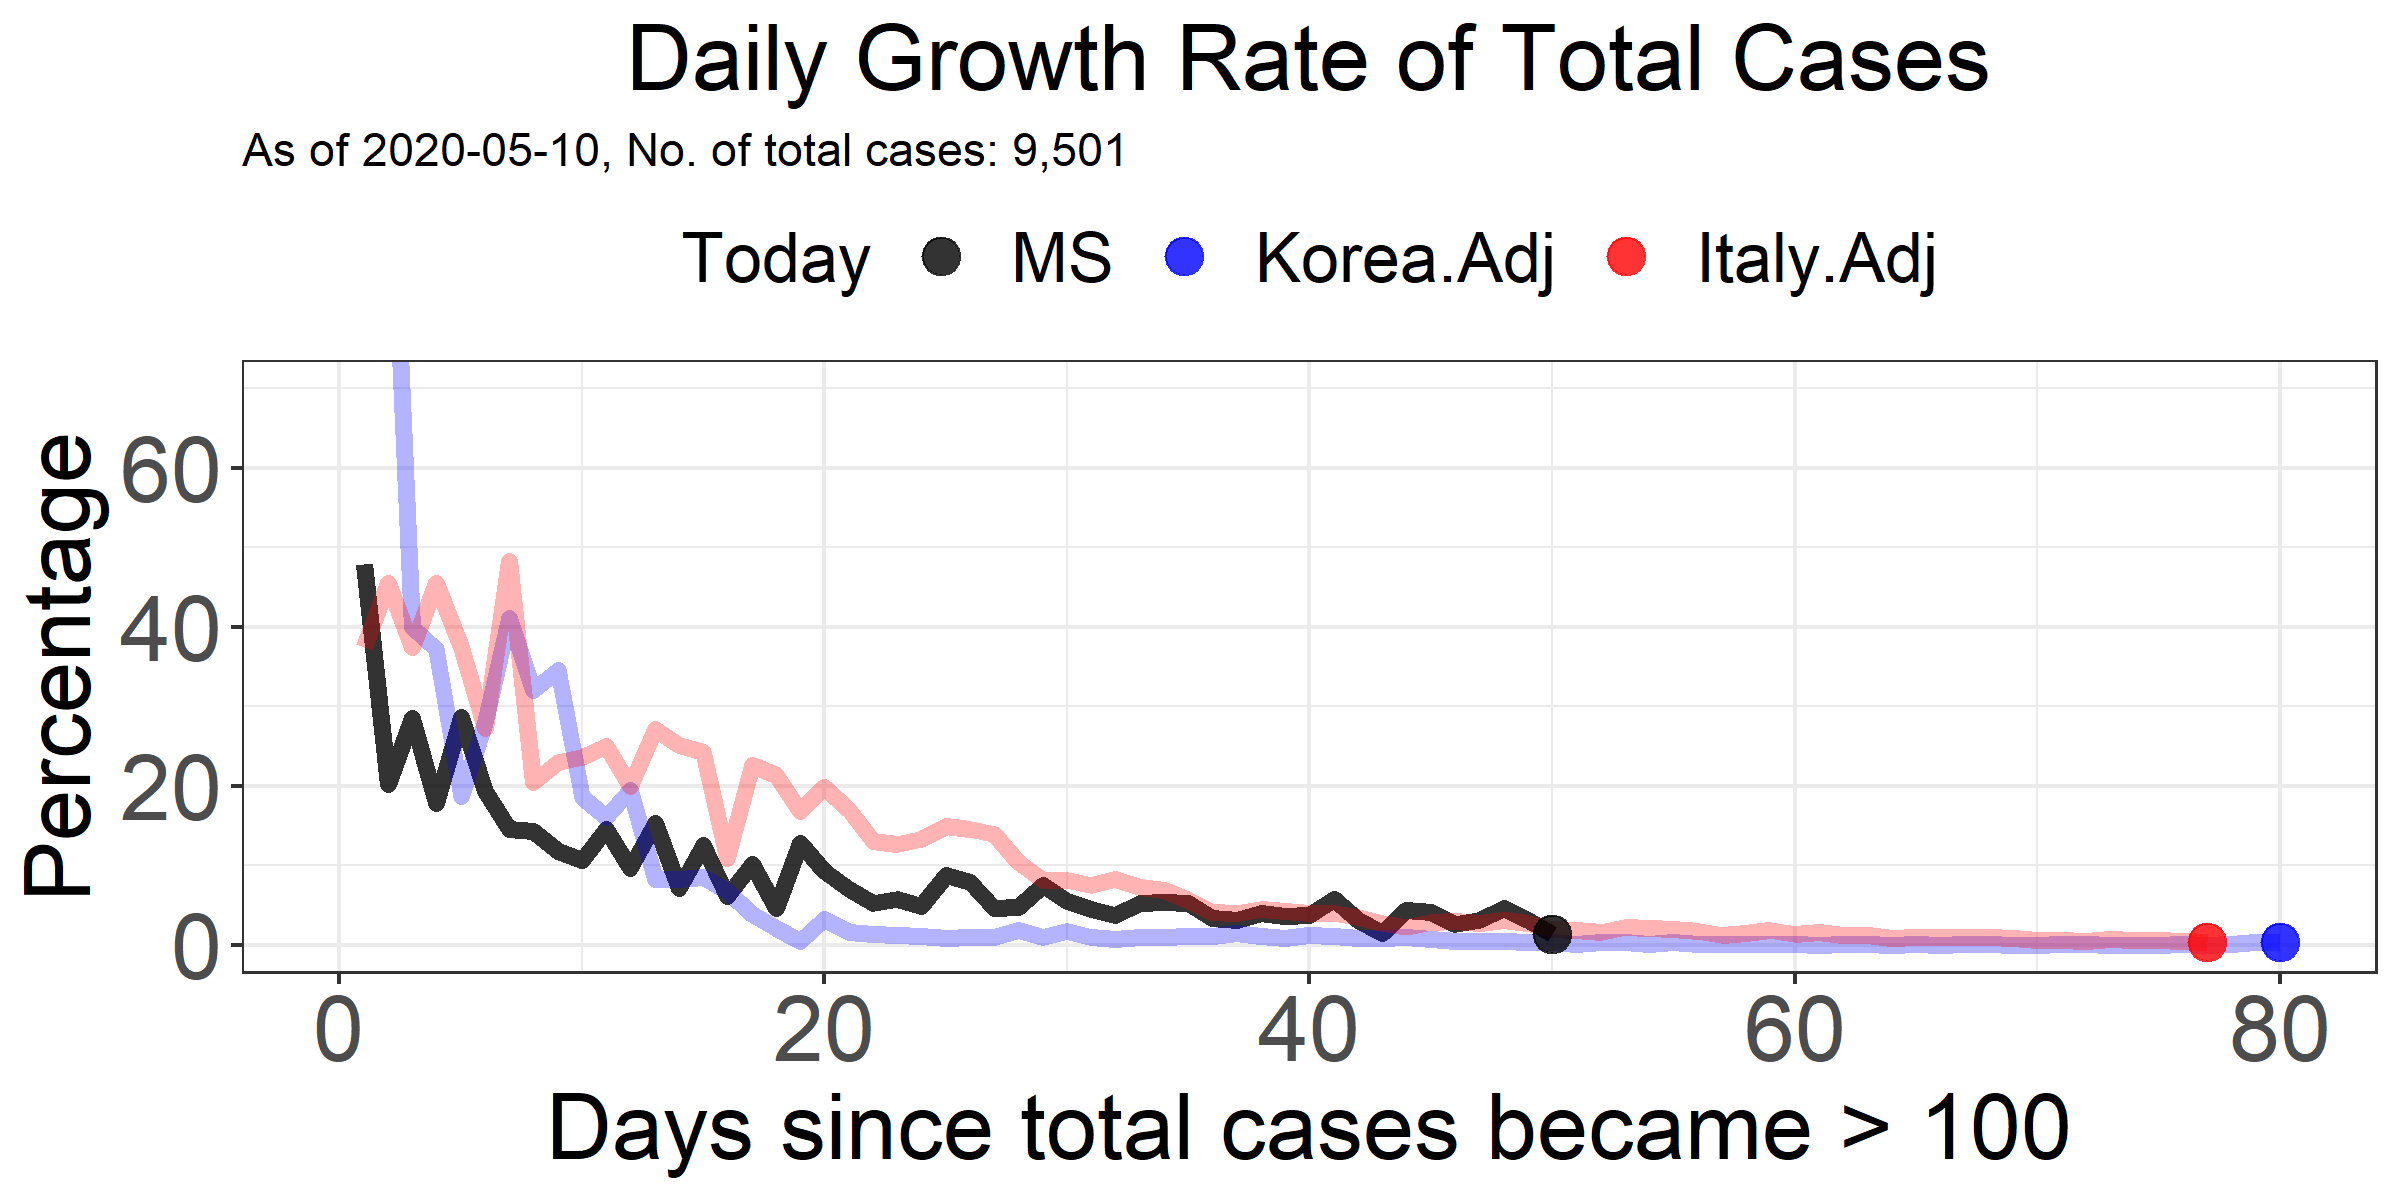 Daily Growth Rate of Total Cases
As of 2020-05-10, No. of total cases: 9,501
Today MS Korea.Adj Italy.Adj
Percentage
60
40
20
0
0 20 40 60 80
Days since total cases became > 100